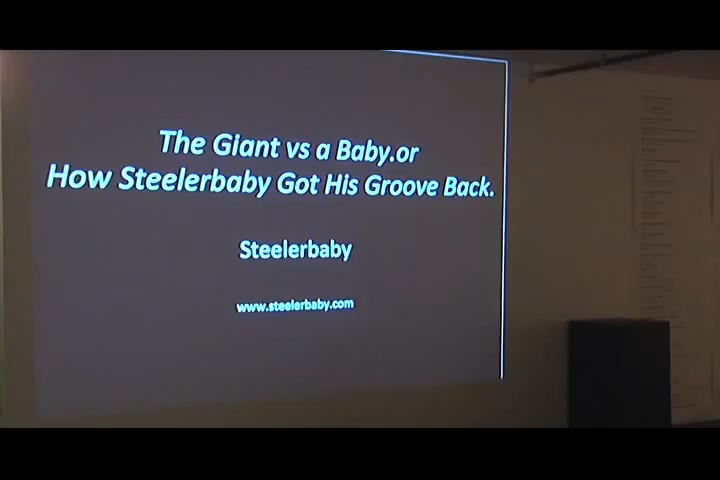 The Giant vs a Baby.or
How Steelerbaby Got His Groove Back.
Steelerbaby
www.steelerbaby.com